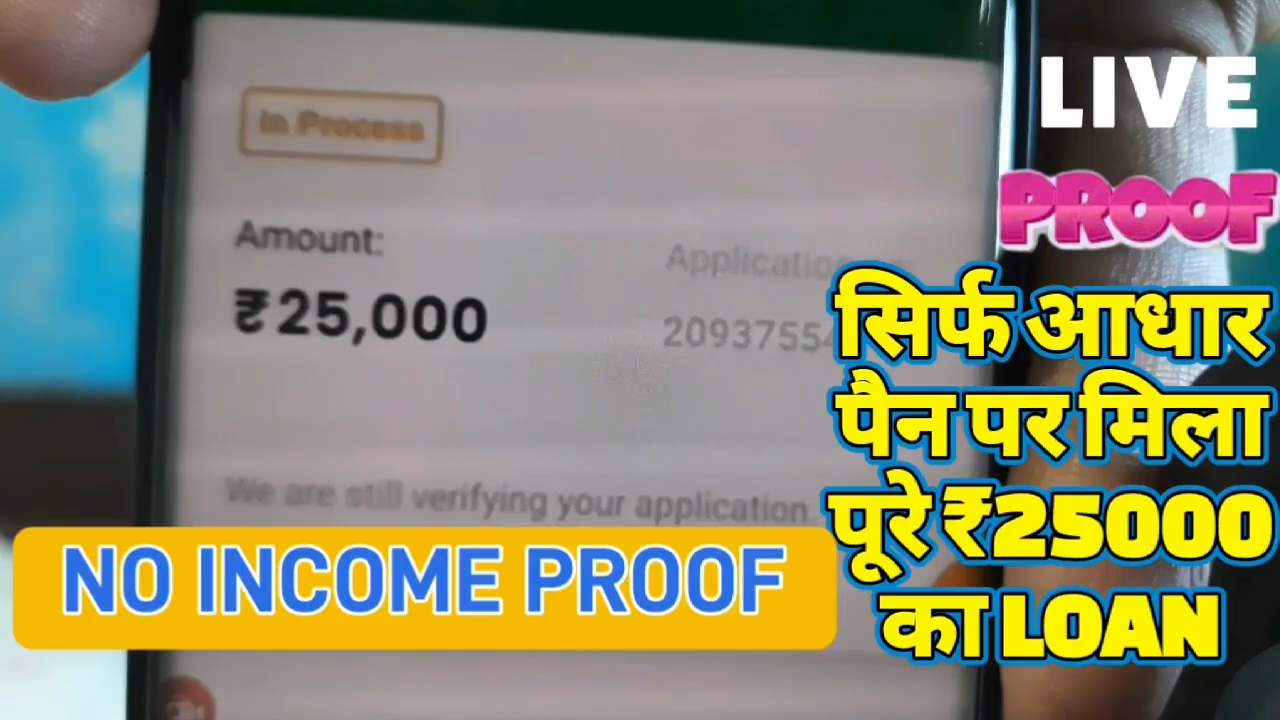 In Process
Amount:
₹25,000
Applicatio
20937554
We are still verifying your application.
NO INCOME PROOF
LIVE
PROOF
सिर्फ आधार
पैन पर मिला
पूरे ₹25000
का LOAN